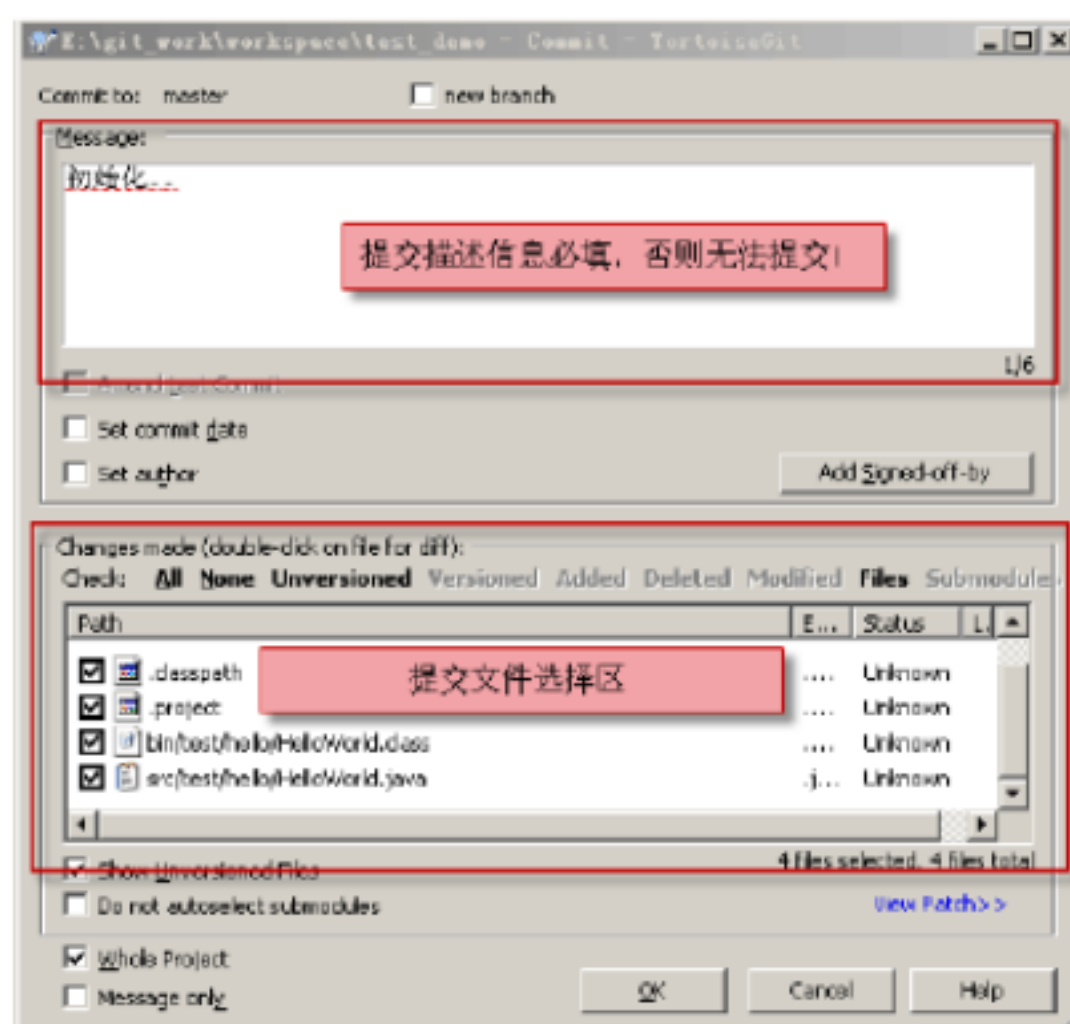 E:\git_work\workspace\test_demo - Commit - TortoiseGit
Commit to: master new branch
Message:
初始化..
提交描述信息必填，否则无法提交！
1/6
Amend Last Commit
Set commit date
Set author Add Signed-off-by
Changes made (double-click on file for diff):
Check: All None Unversioned Versioned Added Deleted Modified Files Submodules
Path E... Status L.
.classpath .... Unknown
提交文件选择区
.project .... Unknown
bin/test/hello/HelloWorld.class .... Unknown
src/test/hello/HelloWorld.java .j... Unknown
Show Unversioned Files 4 files selected, 4 files total
Do not autoselect submodules View Patch>>
Whole Project
Message only OK Cancel Help